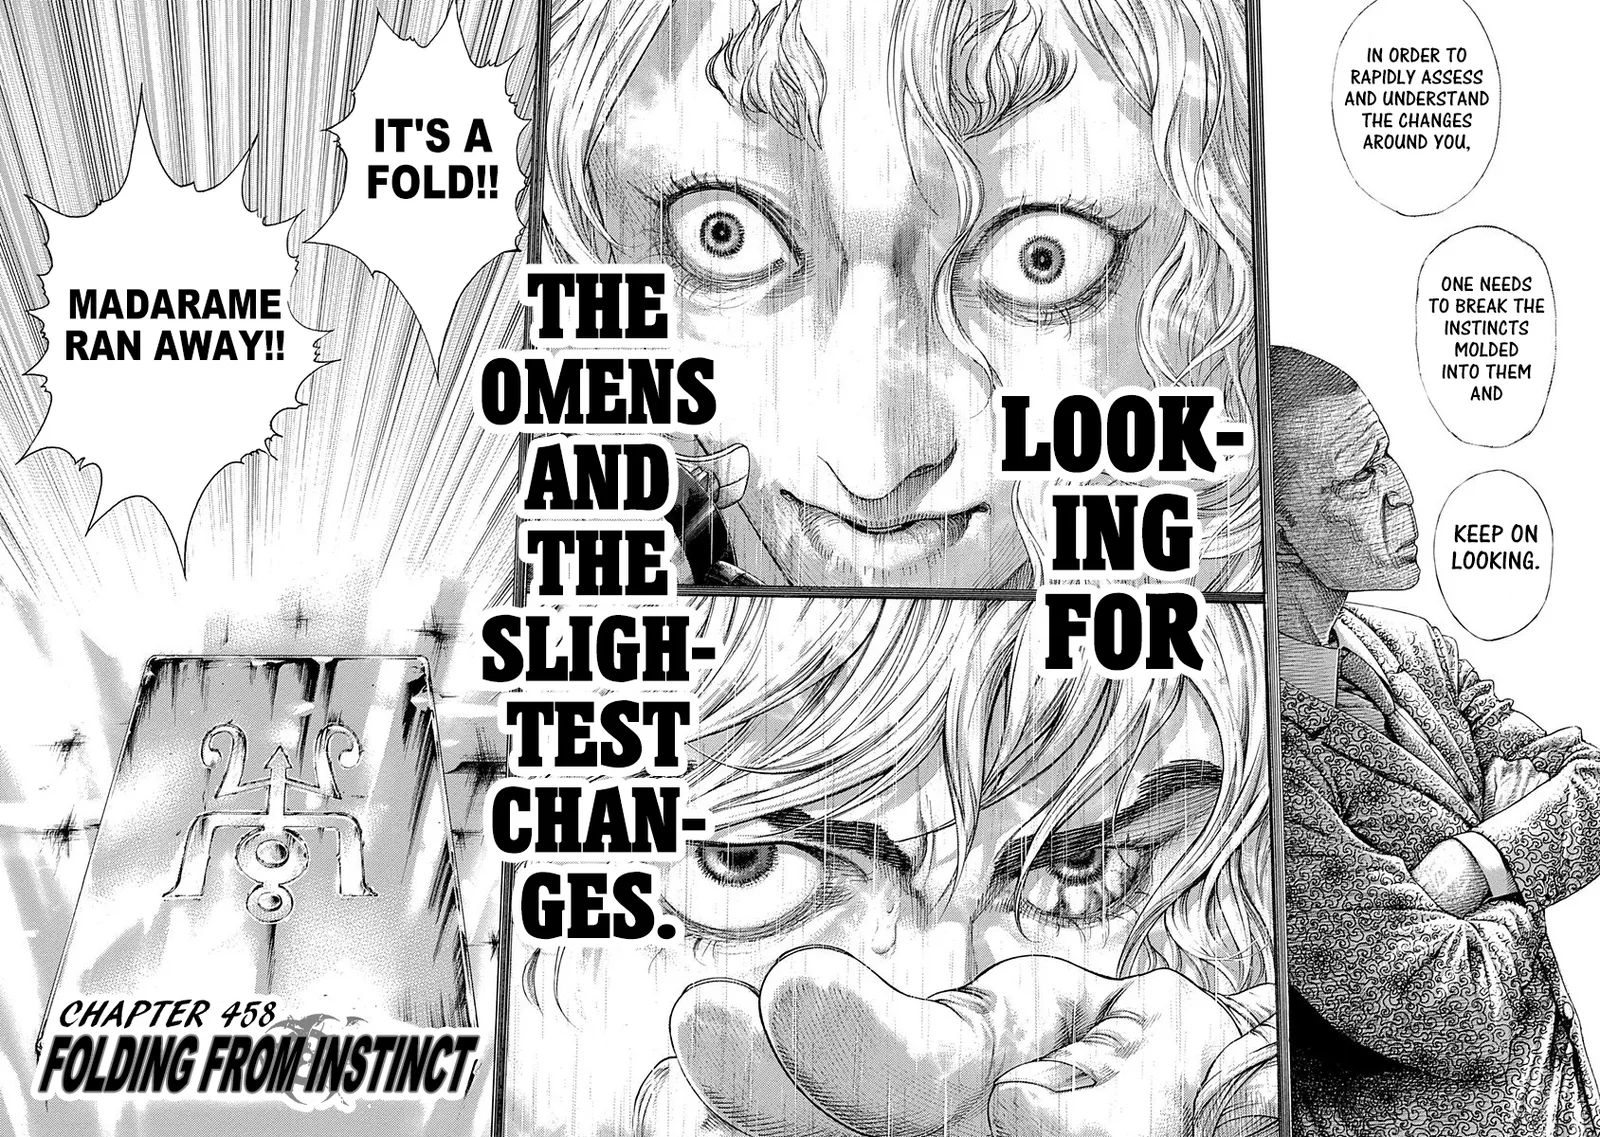 IN ORDER TO
RAPIDLY ASSESS
AND UNDERSTAND
THE CHANGES
AROUND YOU,
ONE NEEDS
TO BREAK THE
INSTINCTS
MOLDED
INTO THEM
AND
KEEP ON
LOOKING.
LOOK-
ING
FOR
THE
OMENS
AND
THE
SLIGH-
TEST
CHAN-
GES.
IT'S A
FOLD!!
MADARAME
RAN AWAY!!
CHAPTER 458
FOLDING FROM INSTINCT